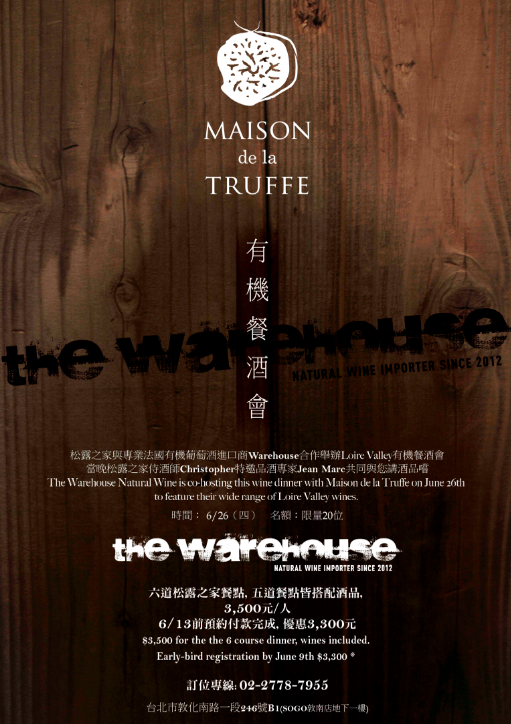 MAISON
de la
TRUFFE
有機餐酒會
the warehouse
NATURAL WINE IMPORTER SINCE 2012
松露之家與專業法國有機葡萄酒進口商Warehouse合作舉辦Loire Valley有機餐酒會
當晚松露之家侍酒師Christopher特邀品酒專家Jean Marc共同與您講酒品嚐
The Warehouse Natural Wine is co-hosting this wine dinner with Maison de la Truffe on June 26th
to feature their wide range of Loire Valley wines.
時間： 6/26（四） 名額：限量20位
the warehouse
NATURAL WINE IMPORTER SINCE 2012
六道松露之家餐點, 五道餐點皆搭配酒品,
3,500元/人
6/13前預約付款完成, 優惠3,300元
$3,500 for the the 6 course dinner, wines included.
Early-bird registration by June 9th $3,300 *
訂位專線: 02-2778-7955
台北市敦化南路一段246號B1(SOGO敦南店地下一樓)